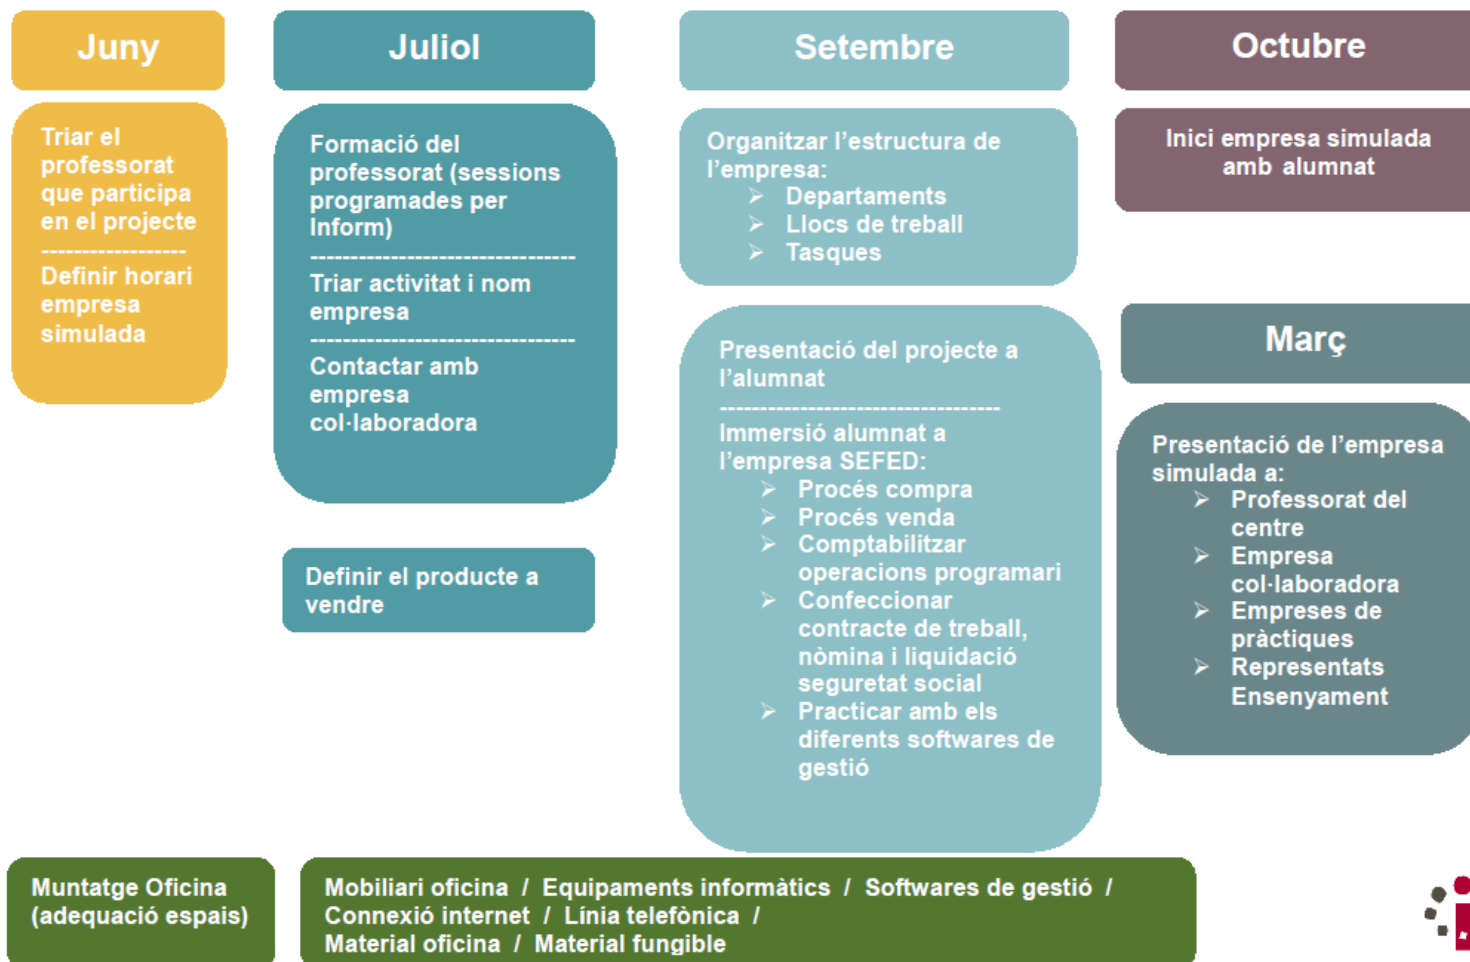 Juny
Triar el
professorat
que participa
en el projecte
------------------
Definir horari
empresa
simulada
Juliol
Formació del
professorat (sessions
programades per
Inform)
---------------------------------
Triar activitat i nom
empresa
---------------------------------
Contactar amb
empresa
col·laboradora
Definir el producte a
vendre
Setembre
Organitzar l’estructura de
l’empresa:
➢ Departaments
➢ Llocs de treball
➢ Tasques
Presentació del projecte a
l’alumnat
-----------------------------------
Immersió alumnat a
l’empresa SEFED:
➢ Procés compra
➢ Procés venda
➢ Comptabilitzar
operacions programari
➢ Confeccionar
contracte de treball,
nòmina i liquidació
seguretat social
➢ Practicar amb els
diferents softwares de
gestió
Octubre
Inici empresa simulada
amb alumnat
Març
Presentació de l’empresa
simulada a:
➢ Professorat del
centre
➢ Empresa
col·laboradora
➢ Empreses de
pràctiques
➢ Representats
Ensenyament
Muntatge Oficina
(adequació espais)
Mobiliari oficina / Equipaments informàtics / Softwares de gestió /
Connexió internet / Línia telefònica /
Material oficina / Material fungible